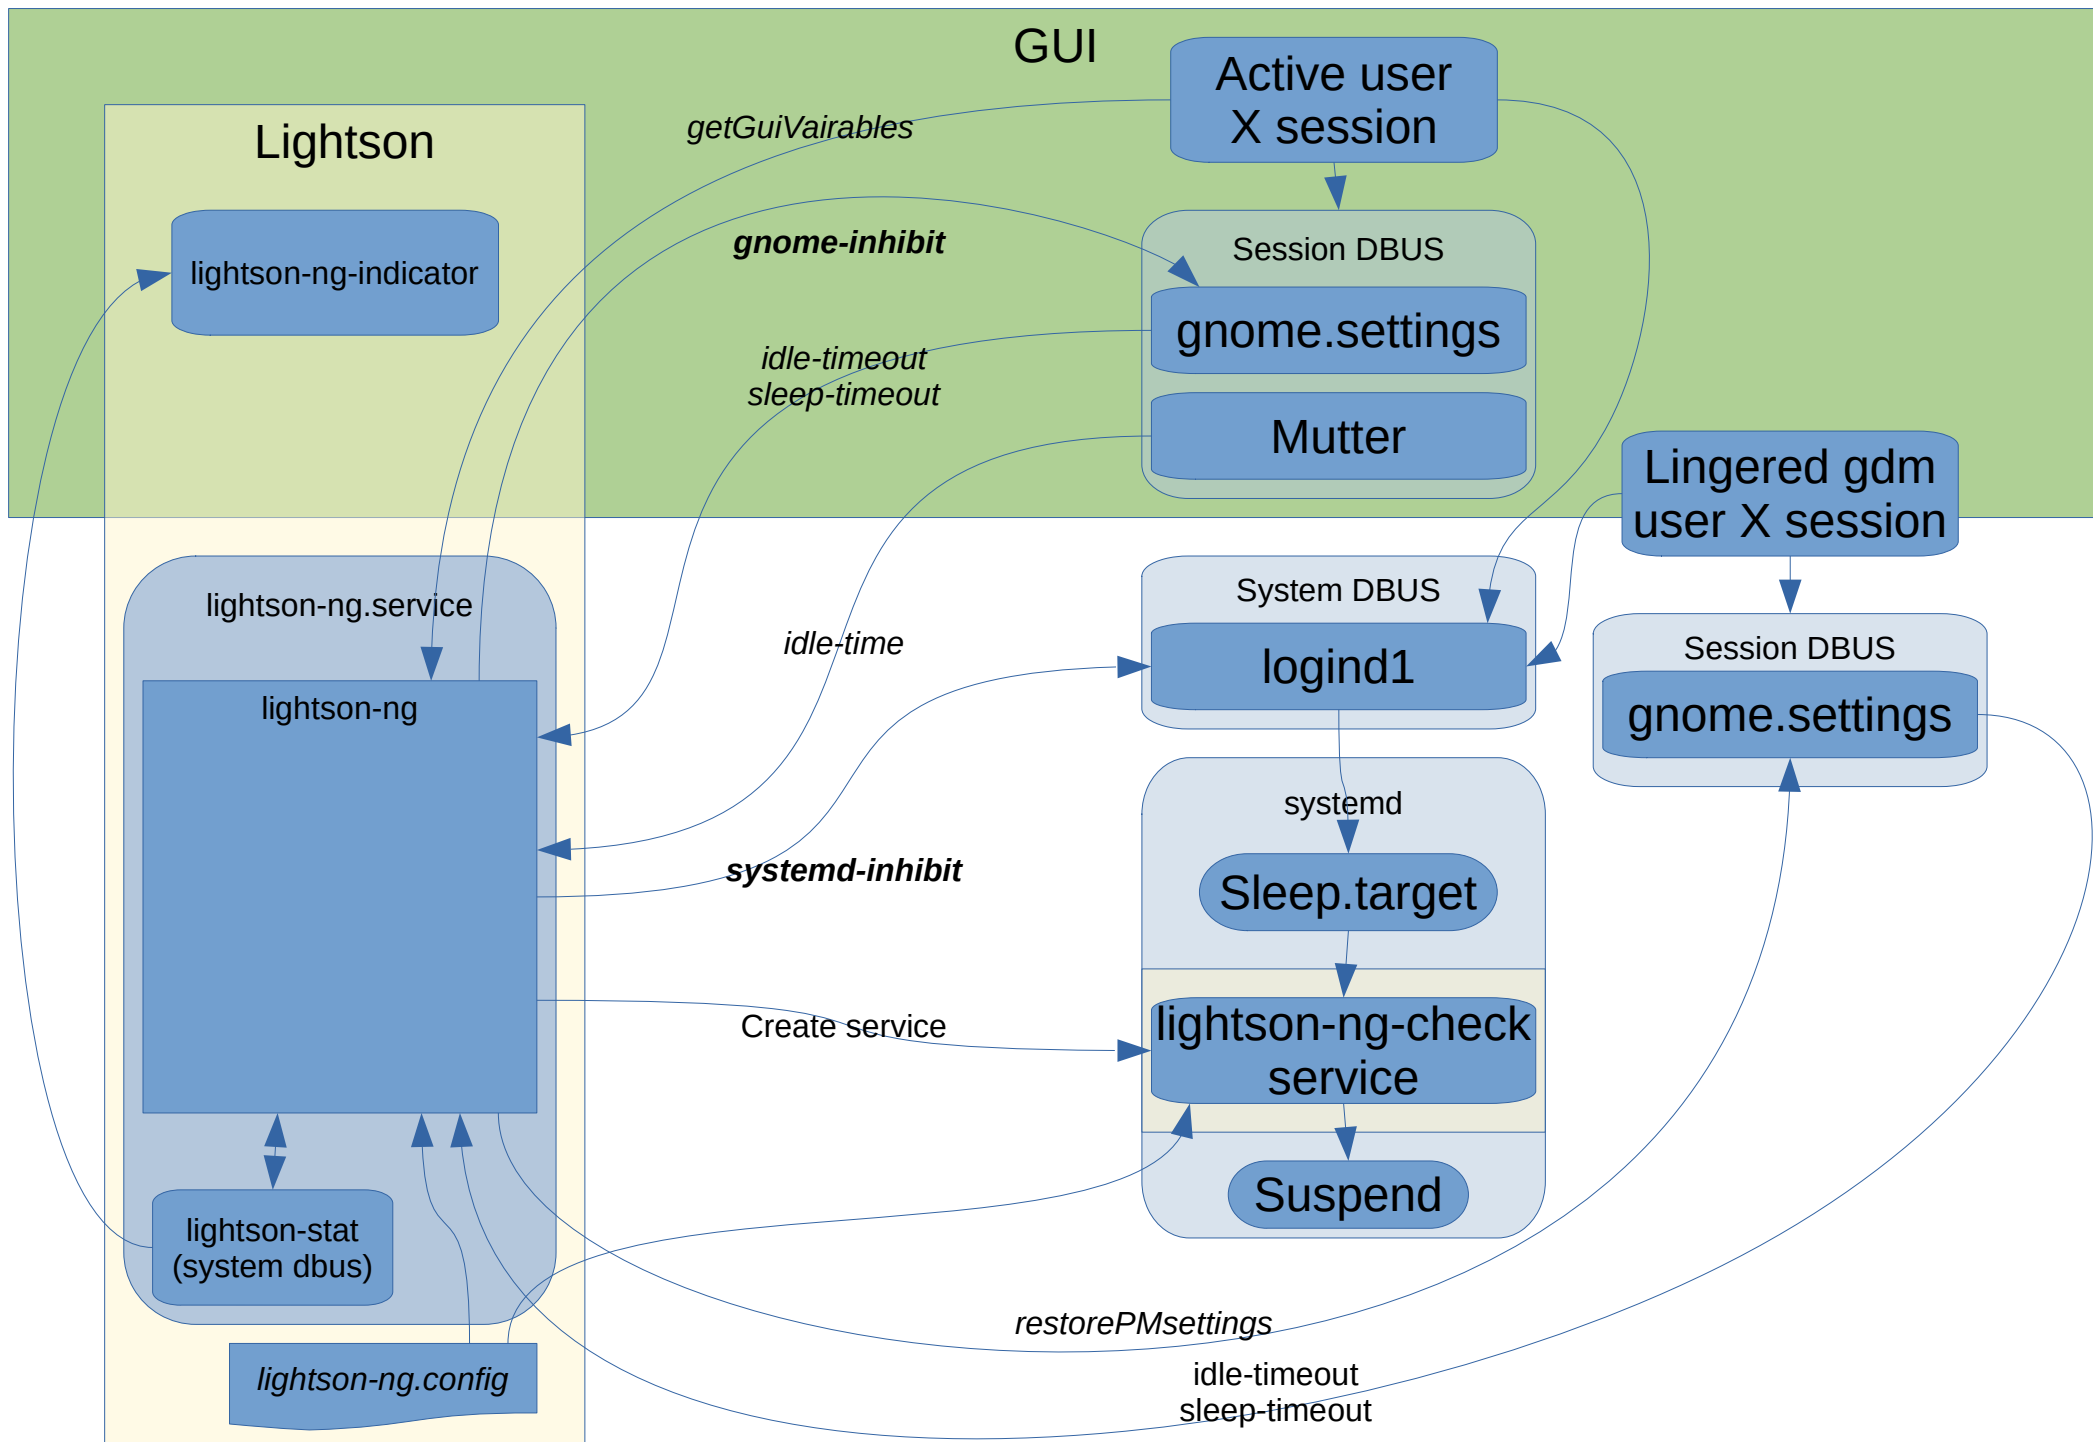 GUI
Active user
X session
Lightson
getGuiVairables
gnome-inhibit
Session DBUS
lightson-ng-indicator
gnome.settings
idle-timeout
sleep-timeout
Mutter
Lingered gdm
user X session
lightson-ng.service
System DBUS
idle-time
logind1
Session DBUS
gnome.settings
lightson-ng
systemd
systemd-inhibit
Sleep.target
Create service
lightson-ng-check
service
Suspend
lightson-stat
(system dbus)
restorePMsettings
lightson-ng.config
idle-timeout
sleep-timeout